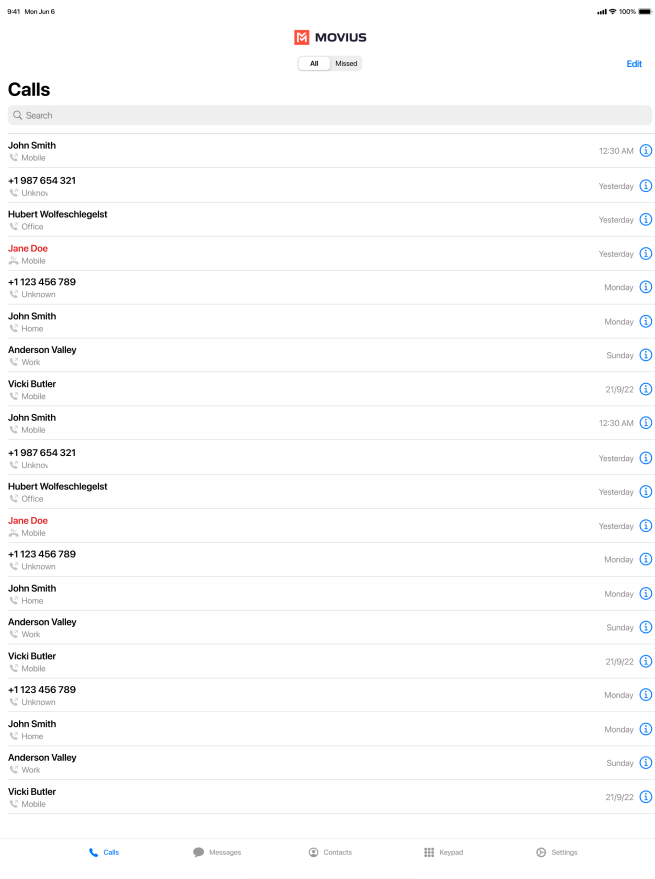 9:41 Mon Jun 6
100%
MOVIUS
All Missed
Edit
Calls
Search
John Smith
Mobile
12:30 AM
+1 987 654 321
Unknov
Yesterday
Hubert Wolfeschlegelst
Office
Yesterday
Jane Doe
Mobile
Yesterday
+1 123 456 789
Unknown
Monday
John Smith
Home
Monday
Anderson Valley
Work
Sunday
Vicki Butler
Mobile
21/9/22
John Smith
Mobile
12:30 AM
+1 987 654 321
Unknov
Yesterday
Hubert Wolfeschlegelst
Office
Yesterday
Jane Doe
Mobile
Yesterday
+1 123 456 789
Unknown
Monday
John Smith
Home
Monday
Anderson Valley
Work
Sunday
Vicki Butler
Mobile
21/9/22
+1 123 456 789
Unknown
Monday
John Smith
Home
Monday
Anderson Valley
Work
Sunday
Vicki Butler
Mobile
21/9/22
Calls Messages Contacts Keypad Settings